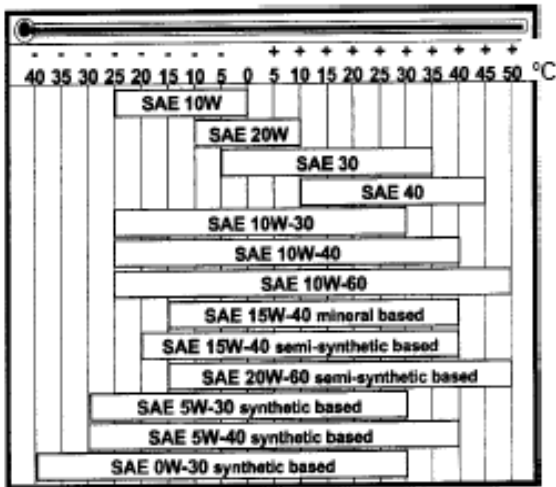 - - - - - - - - + + + + + + + + + +
40 35 30 25 20 15 10 5 0 5 10 15 20 25 30 35 40 45 50 °C
SAE 10W
SAE 20W
SAE 30
SAE 40
SAE 10W-30
SAE 10W-40
SAE 10W-60
SAE 15W-40 mineral based
SAE 15W-40 semi-synthetic based
SAE 20W-60 semi-synthetic based
SAE 5W-30 synthetic based
SAE 5W-40 synthetic based
SAE 0W-30 synthetic based